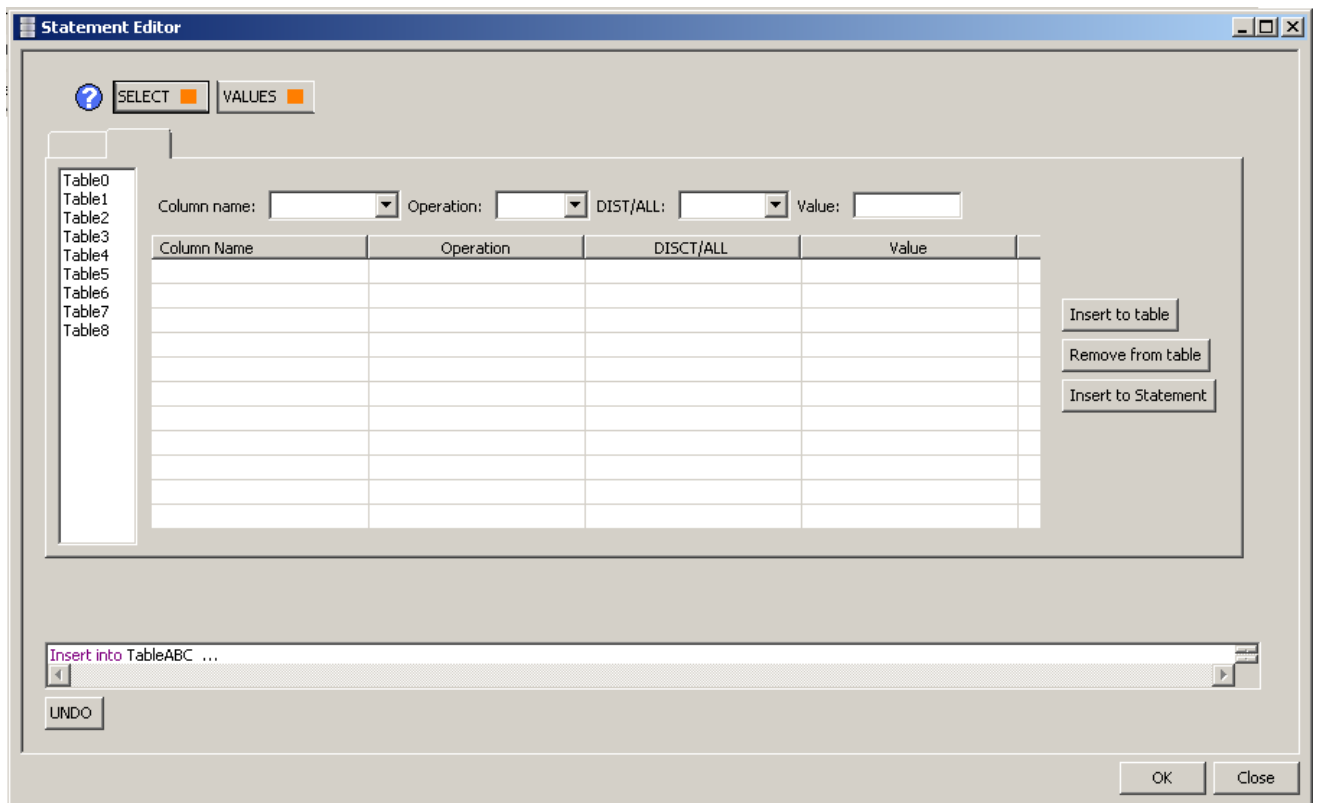 Statement Editor
?
SELECT VALUES
Table0
Table1
Table2
Table3
Table4
Table5
Table6
Table7
Table8
Column name: Operation: DIST/ALL: Value:
Column Name Operation DISCT/ALL Value
Insert to table
Remove from table
Insert to Statement
Insert into TableABC ...
UNDO
OK Close